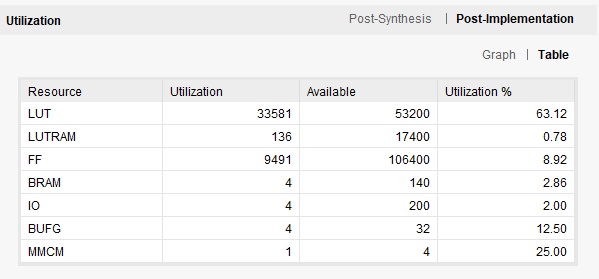 Utilization Post-Synthesis | Post-Implementation
Graph | Table
Resource Utilization Available Utilization %
LUT 33581 53200 63.12
LUTRAM 136 17400 0.78
FF 9491 106400 8.92
BRAM 4 140 2.86
IO 4 200 2.00
BUFG 4 32 12.50
MMCM 1 4 25.00